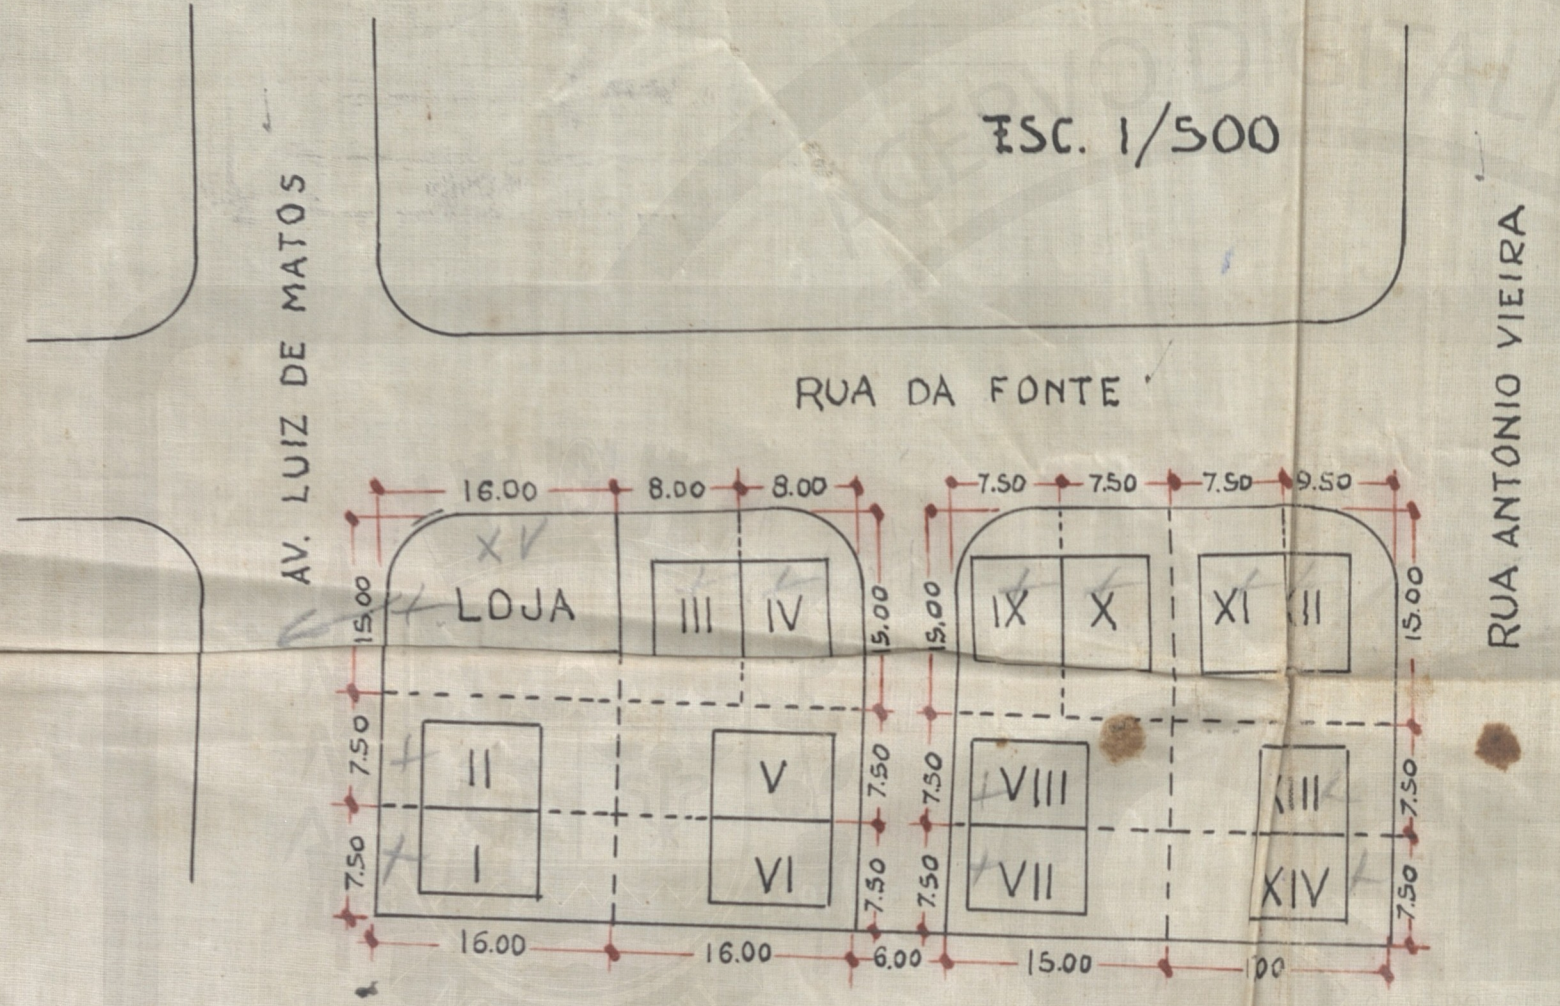 ESC. 1/500
AV. LUIZ DE MATOS
RUA ANTONIO VIEIRA
RUA DA FONTE
16.00 8.00 8.00 7.50 7.50 7.50 9.50
XV
LOJA III IV IX X XI
15.00 15.00 15.00 15.00
II V VIII XIII
7.50 7.50 7.50 7.50
I VI VII XIV
7.50 7.50 7.50 7.50
16.00 16.00 6.00 15.00
ACERVO DIGITAL